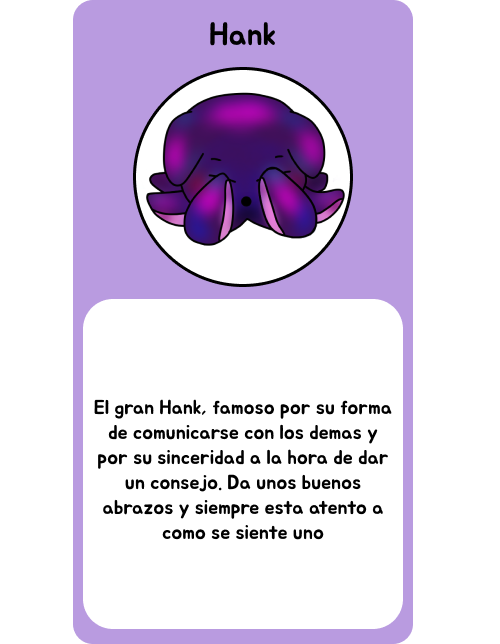 Hank
El gran Hank, famoso por su forma
de comunicarse con los demas y
por su sinceridad a la hora de dar
un consejo. Da unos buenos
abrazos y siempre esta atento a
como se siente uno